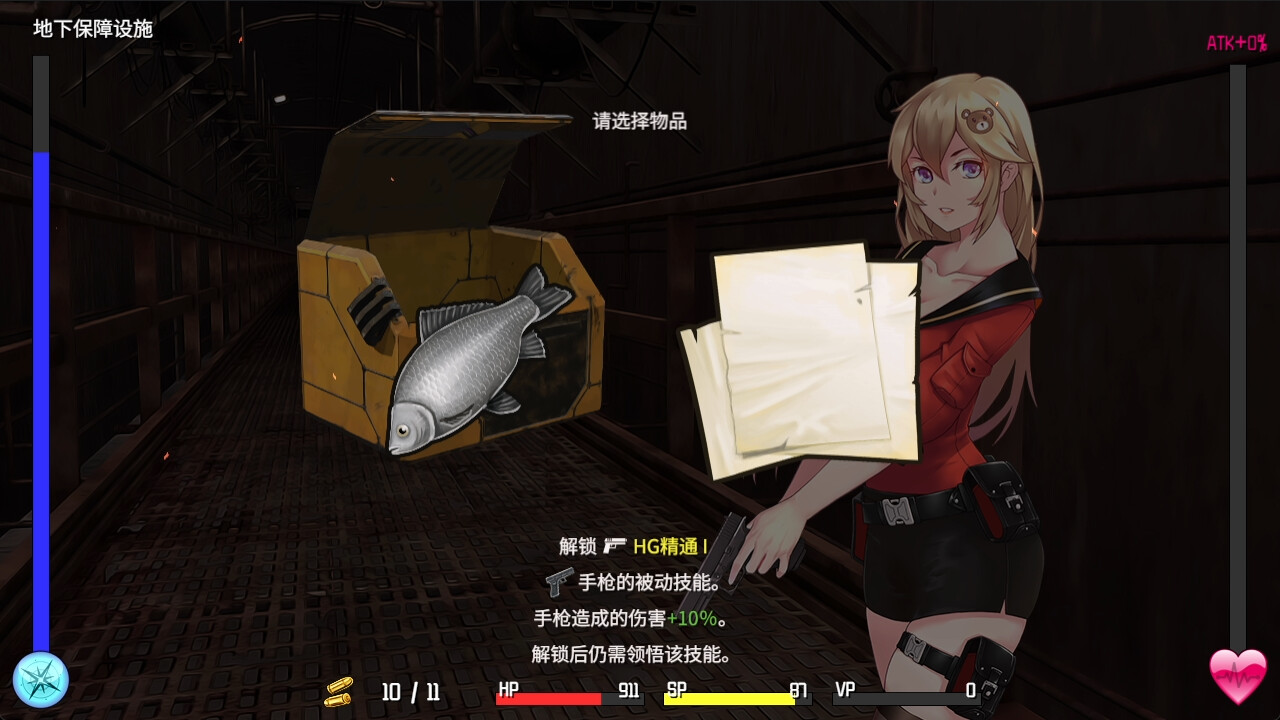 地下保障设施
ATK+0%
请选择物品
解锁 HG精通 I
手枪的被动技能。
手枪造成的伤害+10%。
解锁后仍需领悟该技能。
10 / 11
HP 911
SP 87
VP 0